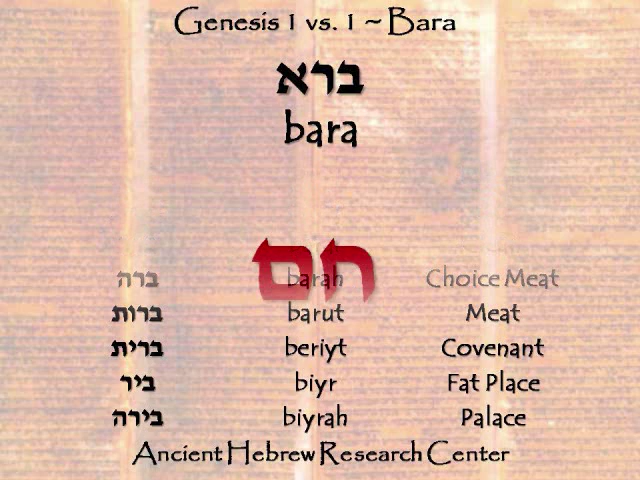 Genesis 1 vs. 1 ~ Bara
ברא
bara
חם
ברה barah Choice Meat
ברות barut Meat
ברית beriyt Covenant
ביר biyr Fat Place
בירה biyrah Palace
Ancient Hebrew Research Center